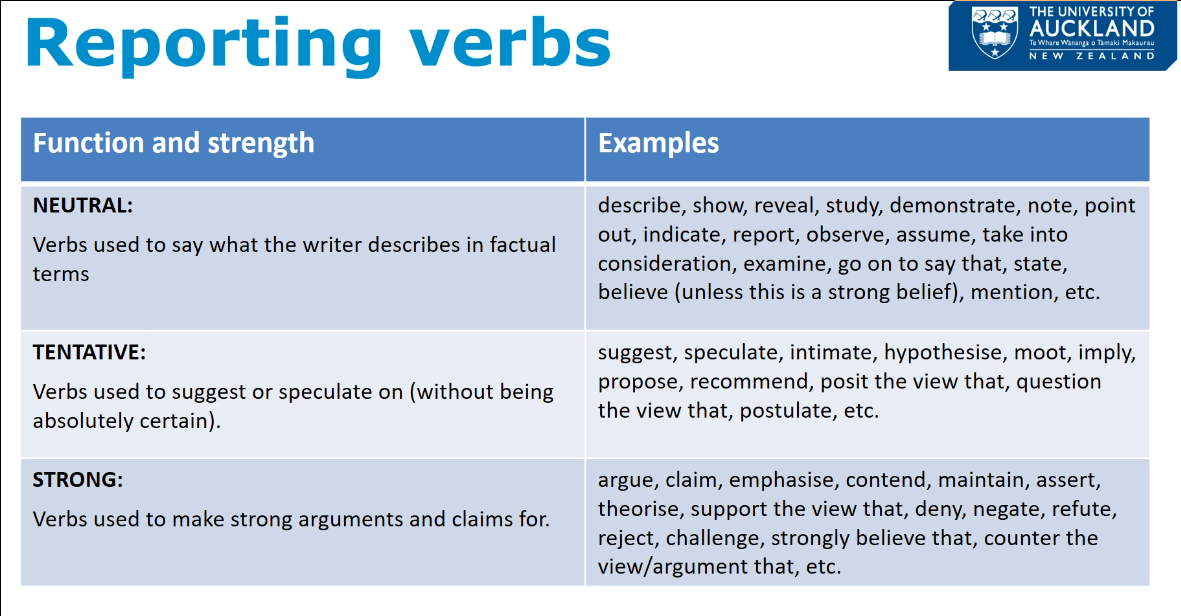 Reporting verbs
THE UNIVERSITY OF
AUCKLAND
Te Whare Wānanga o Tāmaki Makaurau
NEW ZEALAND
Function and strength
Examples
NEUTRAL:
Verbs used to say what the writer describes in factual
terms
describe, show, reveal, study, demonstrate, note, point
out, indicate, report, observe, assume, take into
consideration, examine, go on to say that, state,
believe (unless this is a strong belief), mention, etc.
TENTATIVE:
Verbs used to suggest or speculate on (without being
absolutely certain).
suggest, speculate, intimate, hypothesise, moot, imply,
propose, recommend, posit the view that, question
the view that, postulate, etc.
STRONG:
Verbs used to make strong arguments and claims for.
argue, claim, emphasise, contend, maintain, assert,
theorise, support the view that, deny, negate, refute,
reject, challenge, strongly believe that, counter the
view/argument that, etc.